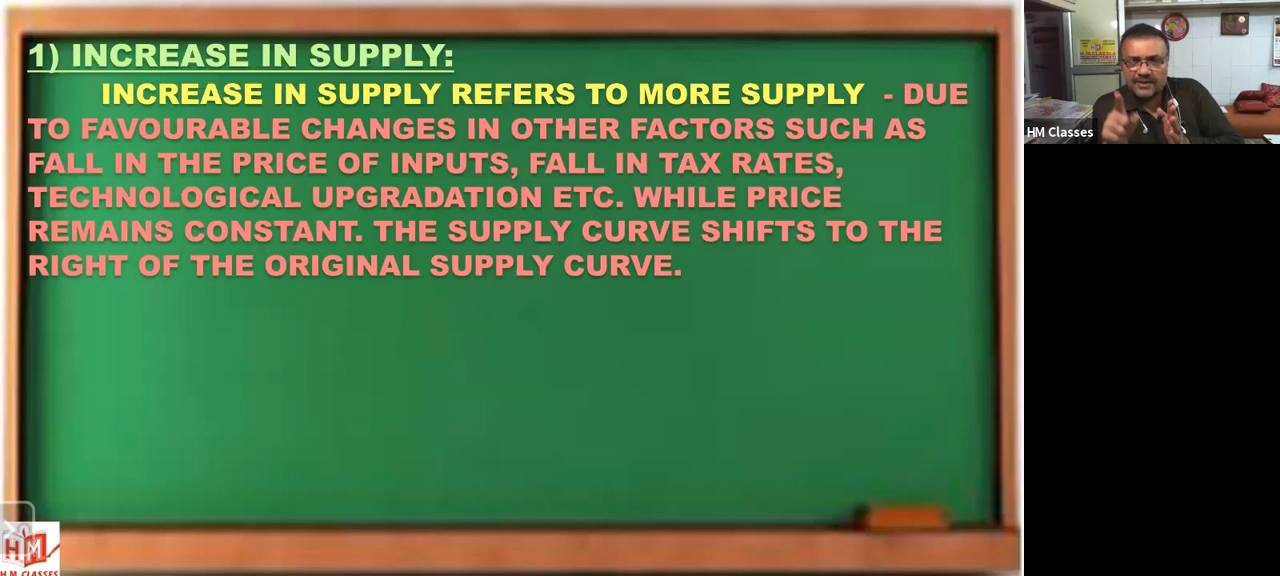 1) INCREASE IN SUPPLY:
INCREASE IN SUPPLY REFERS TO MORE SUPPLY - DUE
TO FAVOURABLE CHANGES IN OTHER FACTORS SUCH AS
FALL IN THE PRICE OF INPUTS, FALL IN TAX RATES,
TECHNOLOGICAL UPGRADATION ETC. WHILE PRICE
REMAINS CONSTANT. THE SUPPLY CURVE SHIFTS TO THE
RIGHT OF THE ORIGINAL SUPPLY CURVE.
HM Classes
HM
H.M. CLASSES